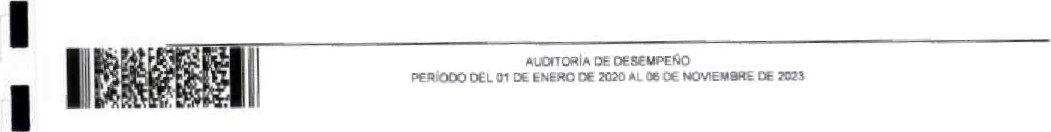 AUDITORÍA DE DESEMPEÑO
PERÍODO DEL 01 DE ENERO DE 2020 AL 06 DE NOVIEMBRE DE 2023